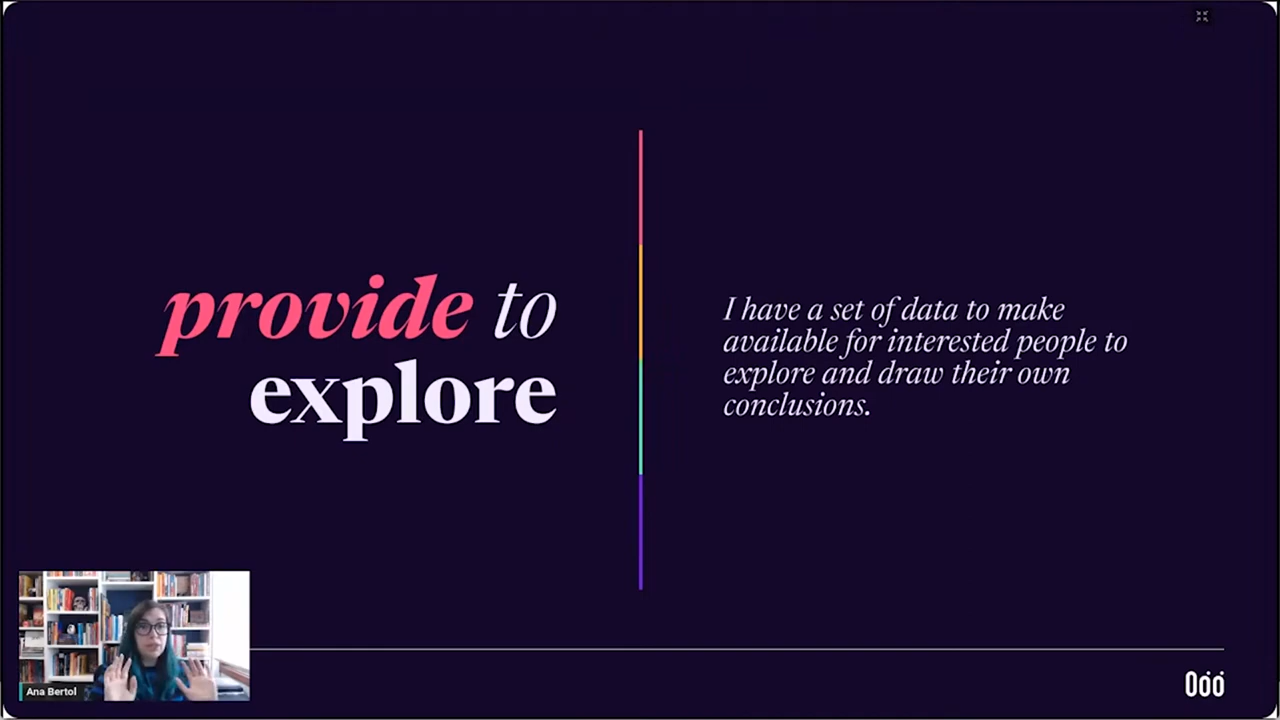 provide to
explore
I have a set of data to make
available for interested people to
explore and draw their own
conclusions.
Ana Bertol
Oóó